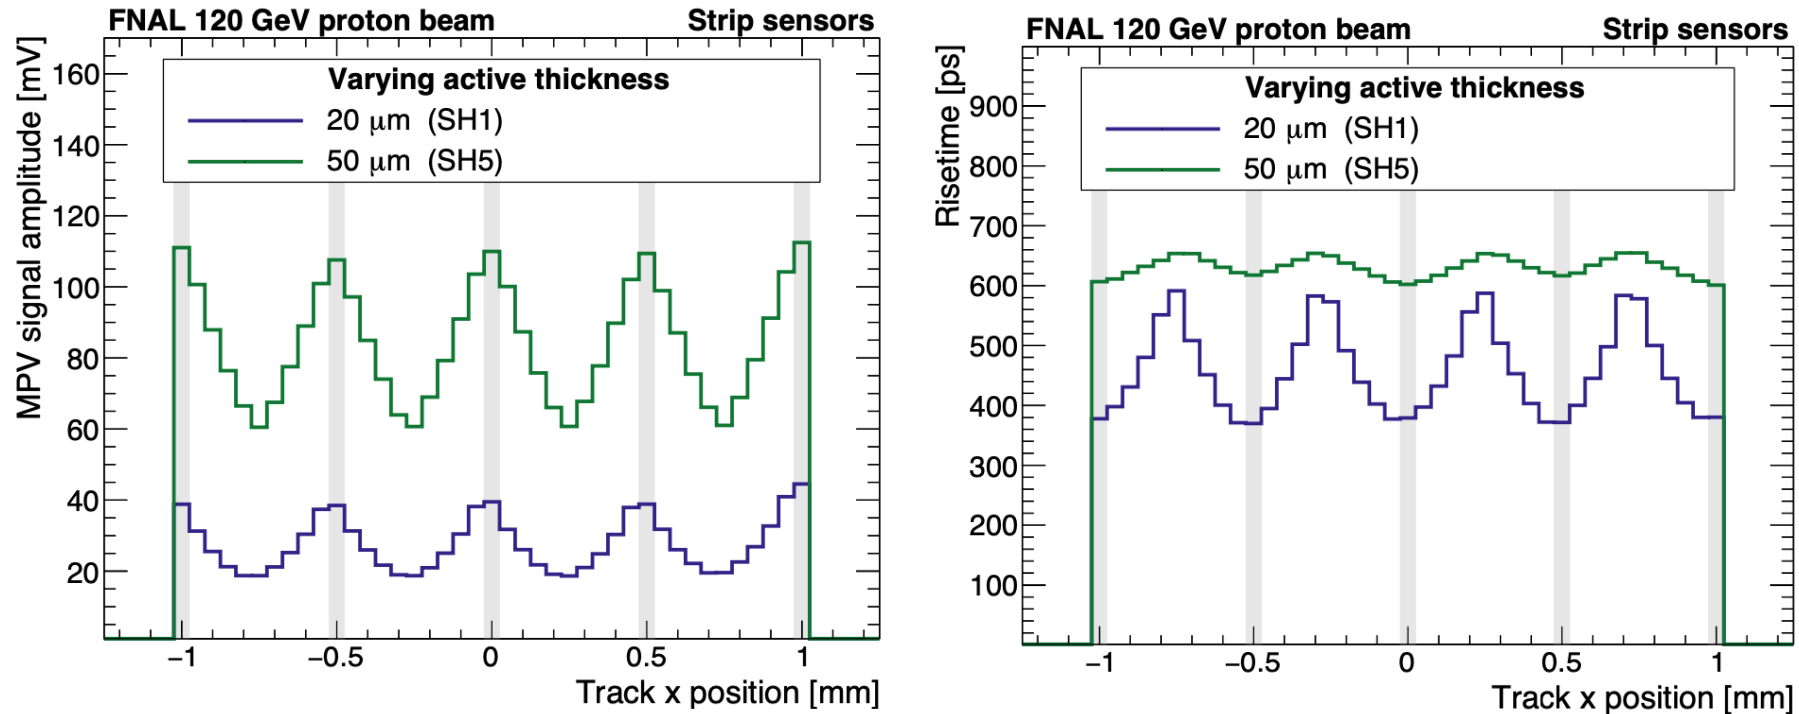 FNAL 120 GeV proton beam Strip sensors
MPV signal amplitude [mV]
Varying active thickness
20 μm (SH1)
50 μm (SH5)
160
140
120
100
80
60
40
20
−1 −0.5 0 0.5 1
Track x position [mm]
FNAL 120 GeV proton beam Strip sensors
Risetime [ps]
Varying active thickness
20 μm (SH1)
50 μm (SH5)
900
800
700
600
500
400
300
200
100
−1 −0.5 0 0.5 1
Track x position [mm]